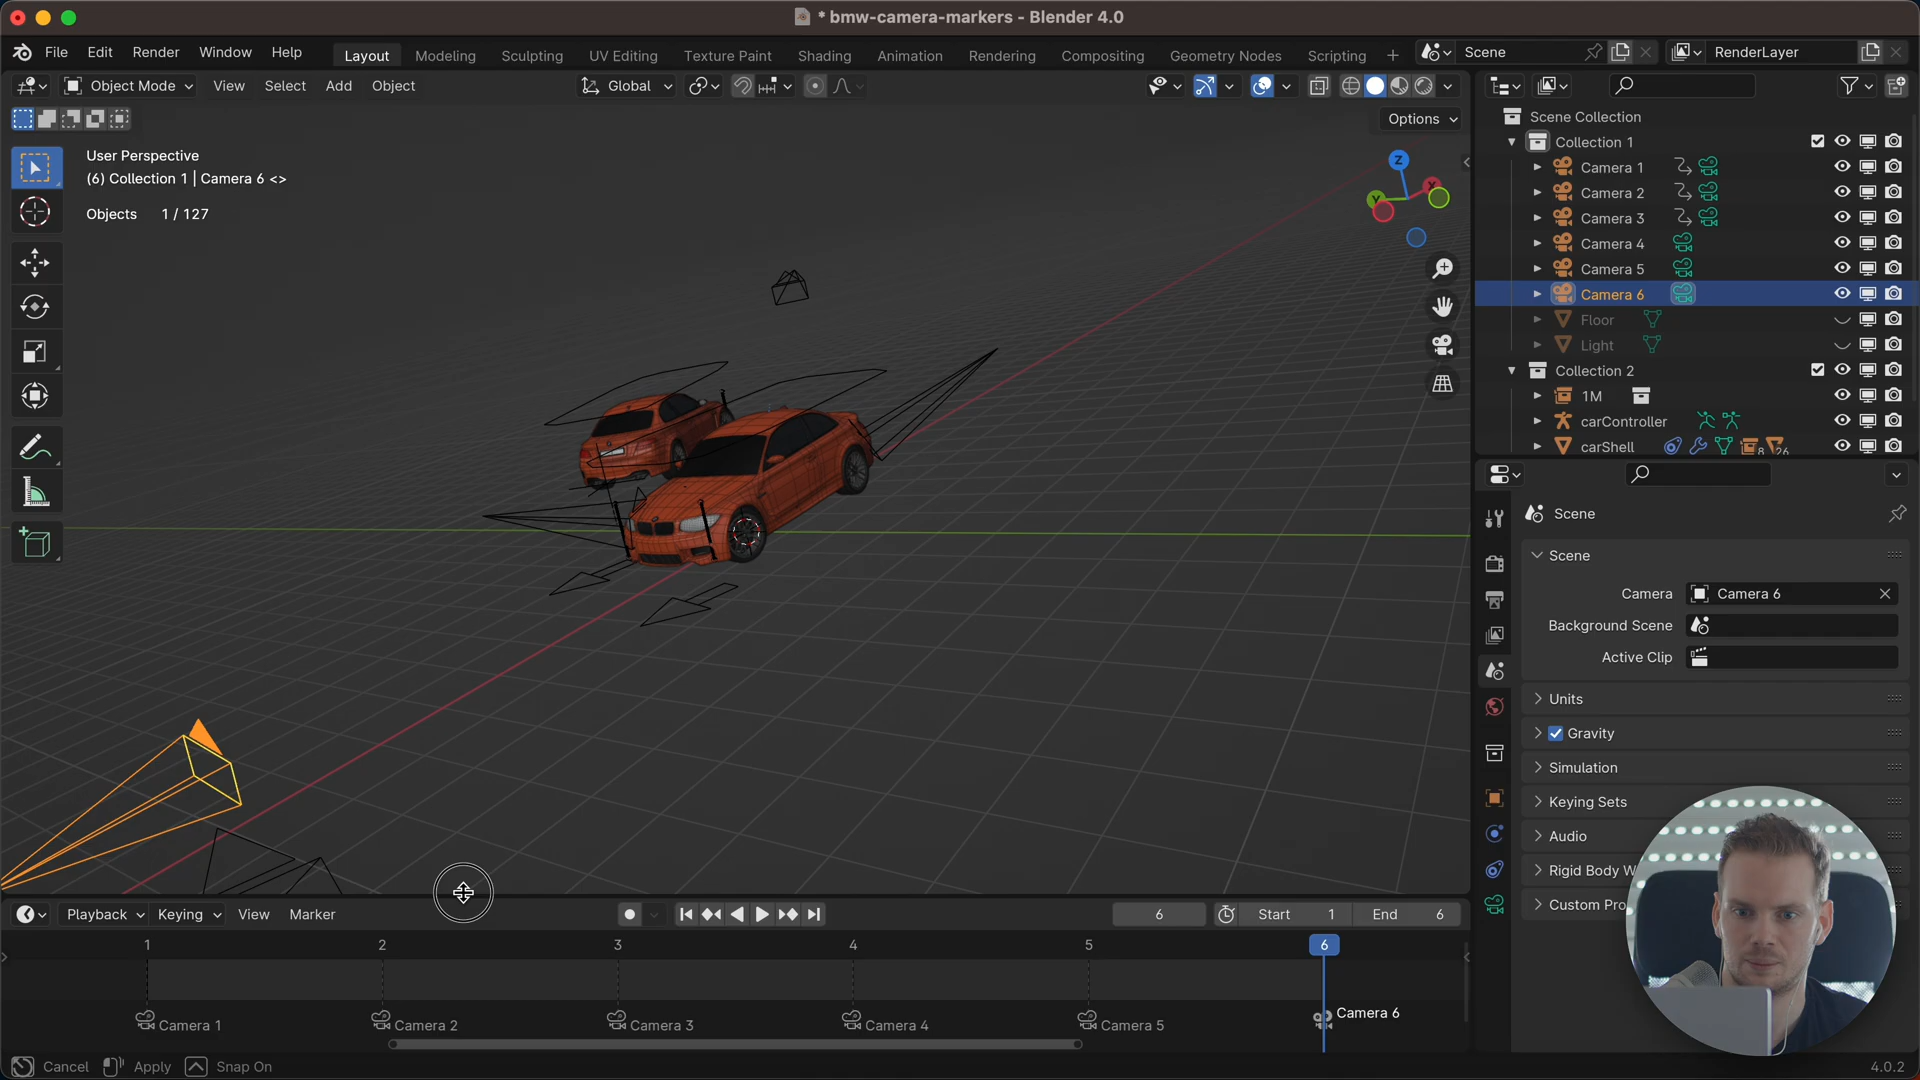 * bmw-camera-markers - Blender 4.0
File Edit Render Window Help
Layout Modeling Sculpting UV Editing Texture Paint Shading Animation Rendering Compositing Geometry Nodes Scripting +
Scene
RenderLayer
Object Mode View Select Add Object
Global
Options
User Perspective
(6) Collection 1 | Camera 6 <>
Objects 1 / 127
Z
Y
Scene Collection
Collection 1
Camera 1
Camera 2
Camera 3
Camera 4
Camera 5
Camera 6
Floor
Light
Collection 2
1M
carController
carShell 8 26
Scene
Scene
Camera Camera 6
Background Scene
Active Clip
Units
Gravity
Simulation
Keying Sets
Audio
Rigid Body W
Custom Pro
Playback Keying View Marker
6 Start 1 End 6
1 2 3 4 5 6
Camera 1 Camera 2 Camera 3 Camera 4 Camera 5 Camera 6
Cancel Apply Snap On
4.0.2